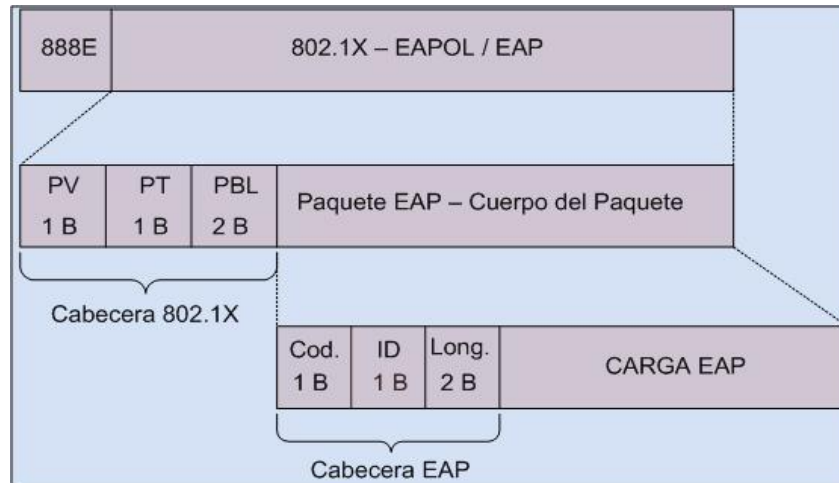 888E
802.1X – EAPOL / EAP
PV
1 B
PT
1 B
PBL
2 B
Paquete EAP – Cuerpo del Paquete
Cabecera 802.1X
Cod.
1 B
ID
1 B
Long.
2 B
CARGA EAP
Cabecera EAP